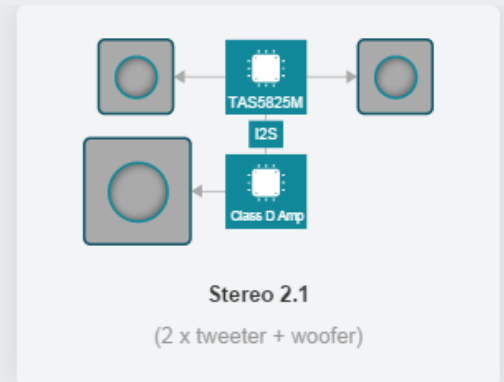 TAS5825M
I2S
Class D Amp
Stereo 2.1
(2 x tweeter + woofer)